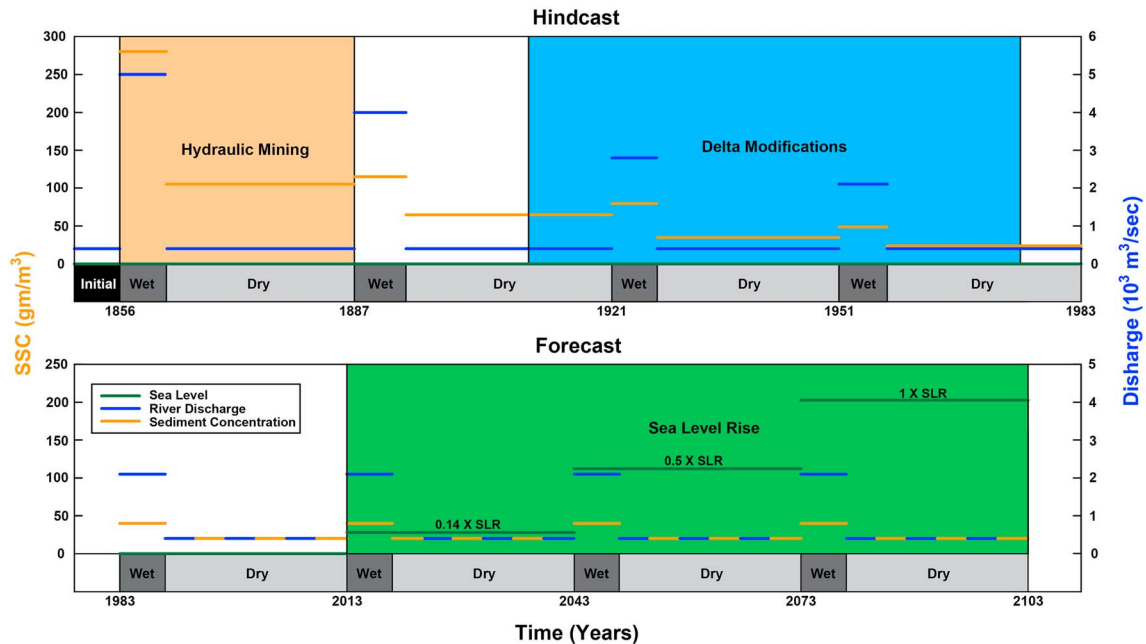 Hindcast
300 6
250 5
200 4
150 Hydraulic Mining Delta Modifications 3
100 2
50 1
0 0
Initial Wet Dry Wet Dry Wet Dry Wet Dry
1856 1887 1921 1951 1983
SSC (gm/m³)
Disharge (10³ m³/sec)
Forecast
250 5
Sea Level
River Discharge
Sediment Concentration
200 1 X SLR 4
150 Sea Level Rise 3
0.5 X SLR
100 2
50 1
0.14 X SLR
0 0
Wet Dry Wet Dry Wet Dry Wet Dry
1983 2013 2043 2073 2103
Time (Years)